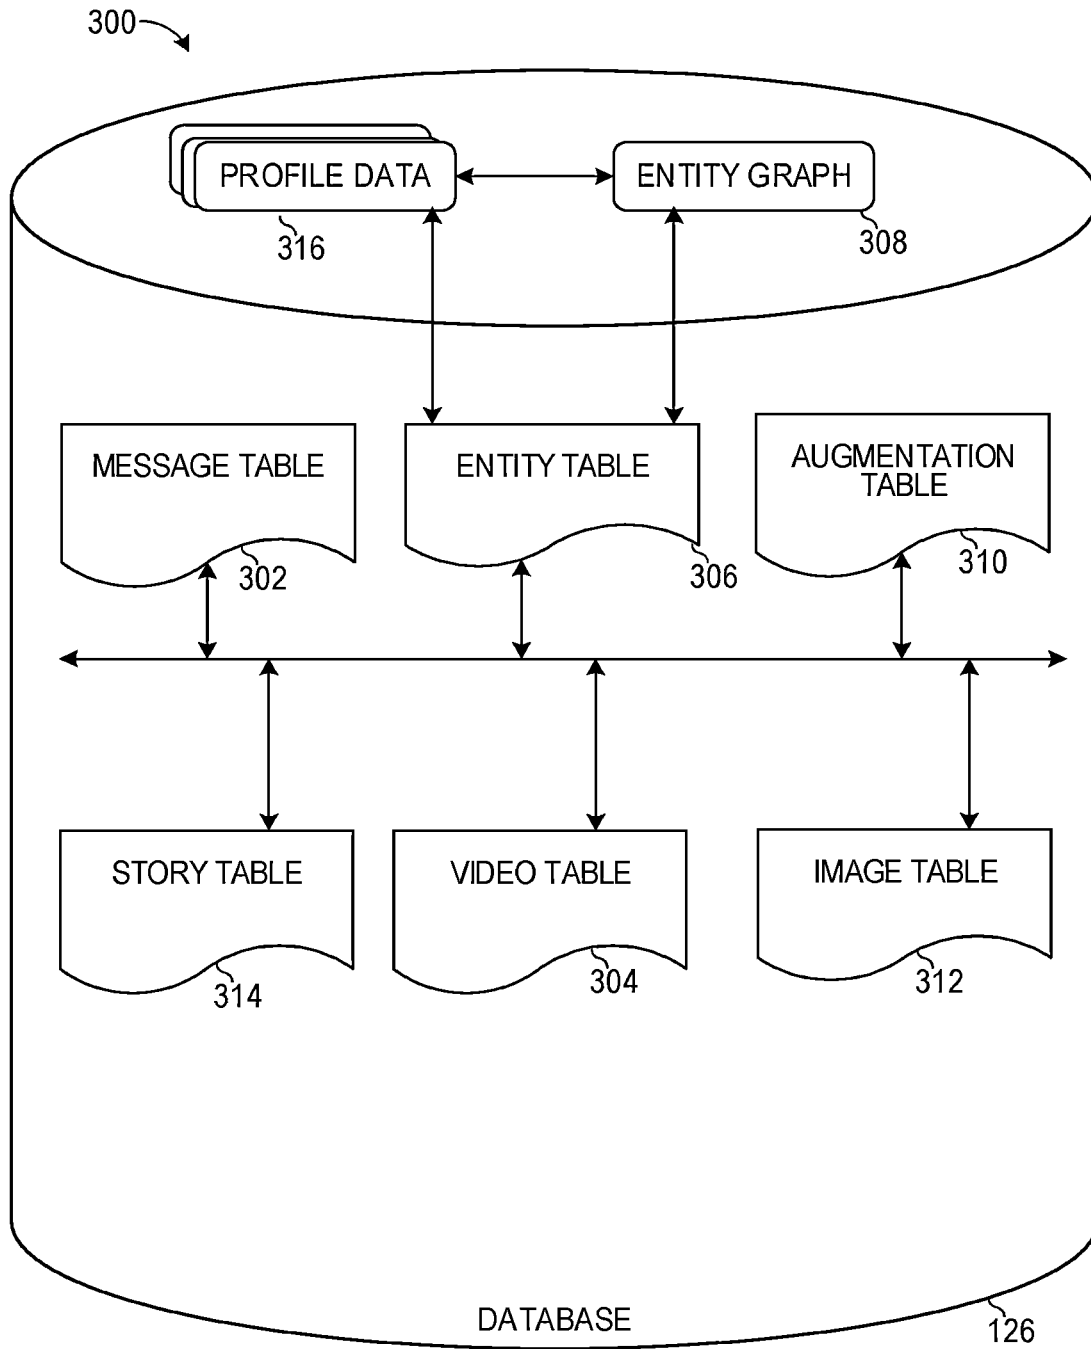 300
PROFILE DATA
ENTITY GRAPH
316
308
MESSAGE TABLE
ENTITY TABLE
AUGMENTATION
TABLE
302
306
310
STORY TABLE
VIDEO TABLE
IMAGE TABLE
314
304
312
DATABASE
126